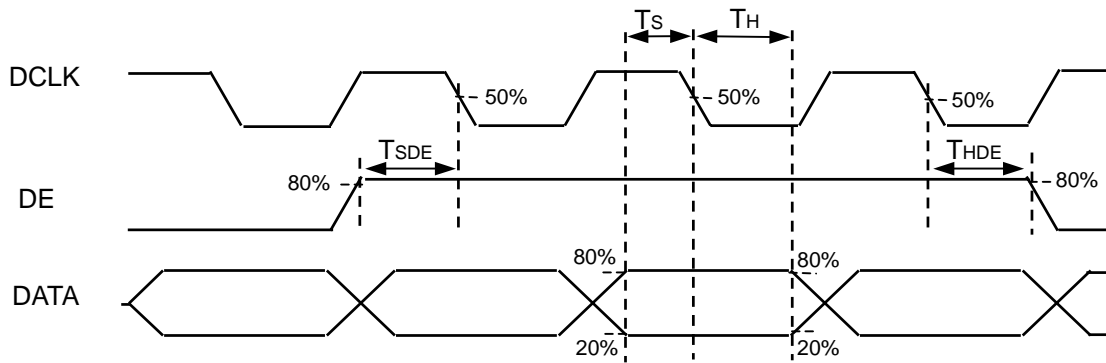 TS TH
DCLK
50% 50% 50%
TSDE THDE
80% 80%
DE
80% 80%
DATA
20% 20%